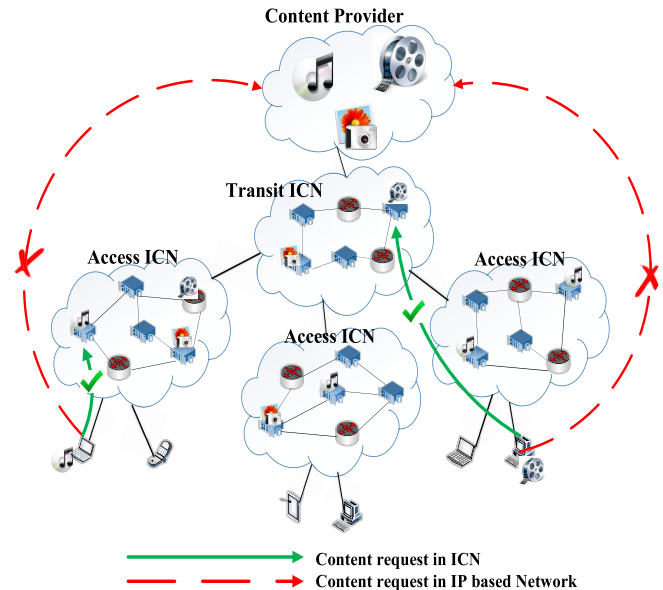 Content Provider
Transit ICN
Access ICN
Access ICN
Access ICN
Content request in ICN
Content request in IP based Network